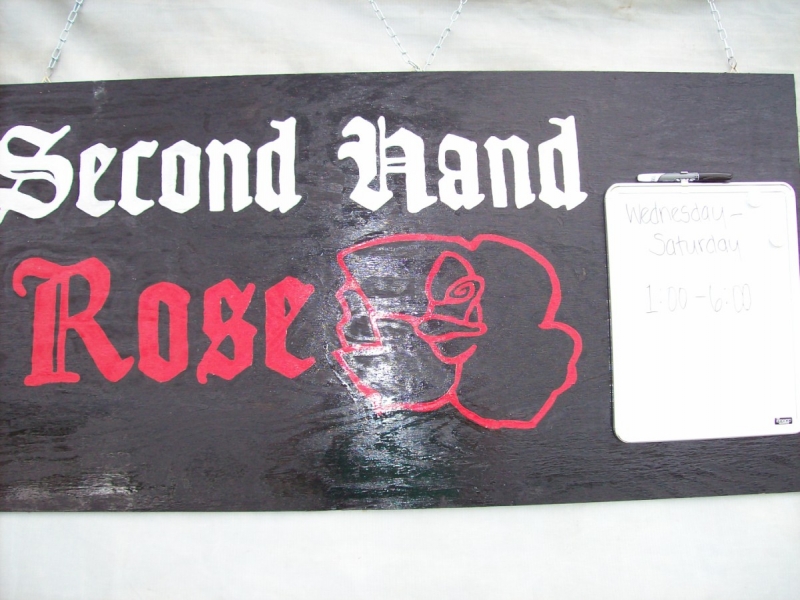 Second Hand
Rose
Wednesday -
Saturday
1:00 - 6:00